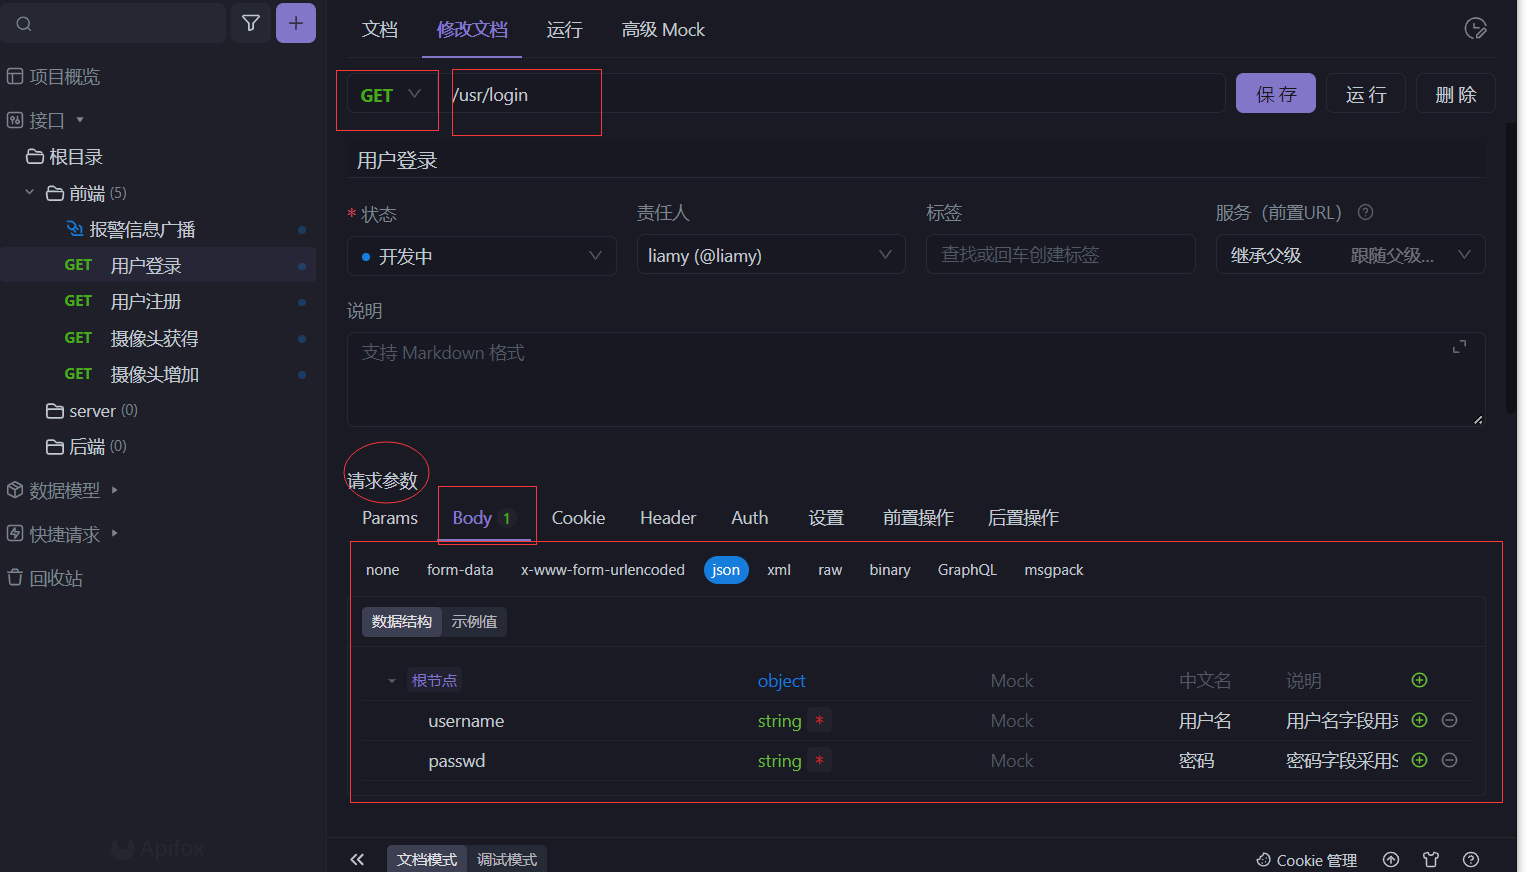 文档 修改文档 运行 高级 Mock
项目概览
接口
根目录
前端 (5)
报警信息广播
GET 用户登录
GET 用户注册
GET 摄像头获得
GET 摄像头增加
server (0)
后端 (0)
数据模型
快捷请求
回收站
Apifox
GET /usr/login 保 存 运 行 删 除
用户登录
* 状态 责任人 标签 服务（前置URL）
开发中 liamy (@liamy) 查找或回车创建标签 继承父级 跟随父级...
说明
支持 Markdown 格式
请求参数
Params Body 1 Cookie Header Auth 设置 前置操作 后置操作
none form-data x-www-form-urlencoded json xml raw binary GraphQL msgpack
数据结构 示例值
根节点 object Mock 中文名 说明
username string * Mock 用户名 用户名字段用
passwd string * Mock 密码 密码字段采用S
文档模式 调试模式 Cookie 管理